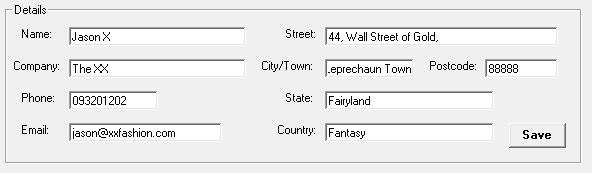 Details
Name: Jason X Street: 44, Wall Street of Gold,
Company: The XX City/Town: .eprechaun Town Postcode: 88888
Phone: 093201202 State: Fairyland
Email: jason@xxfashion.com Country: Fantasy
Save